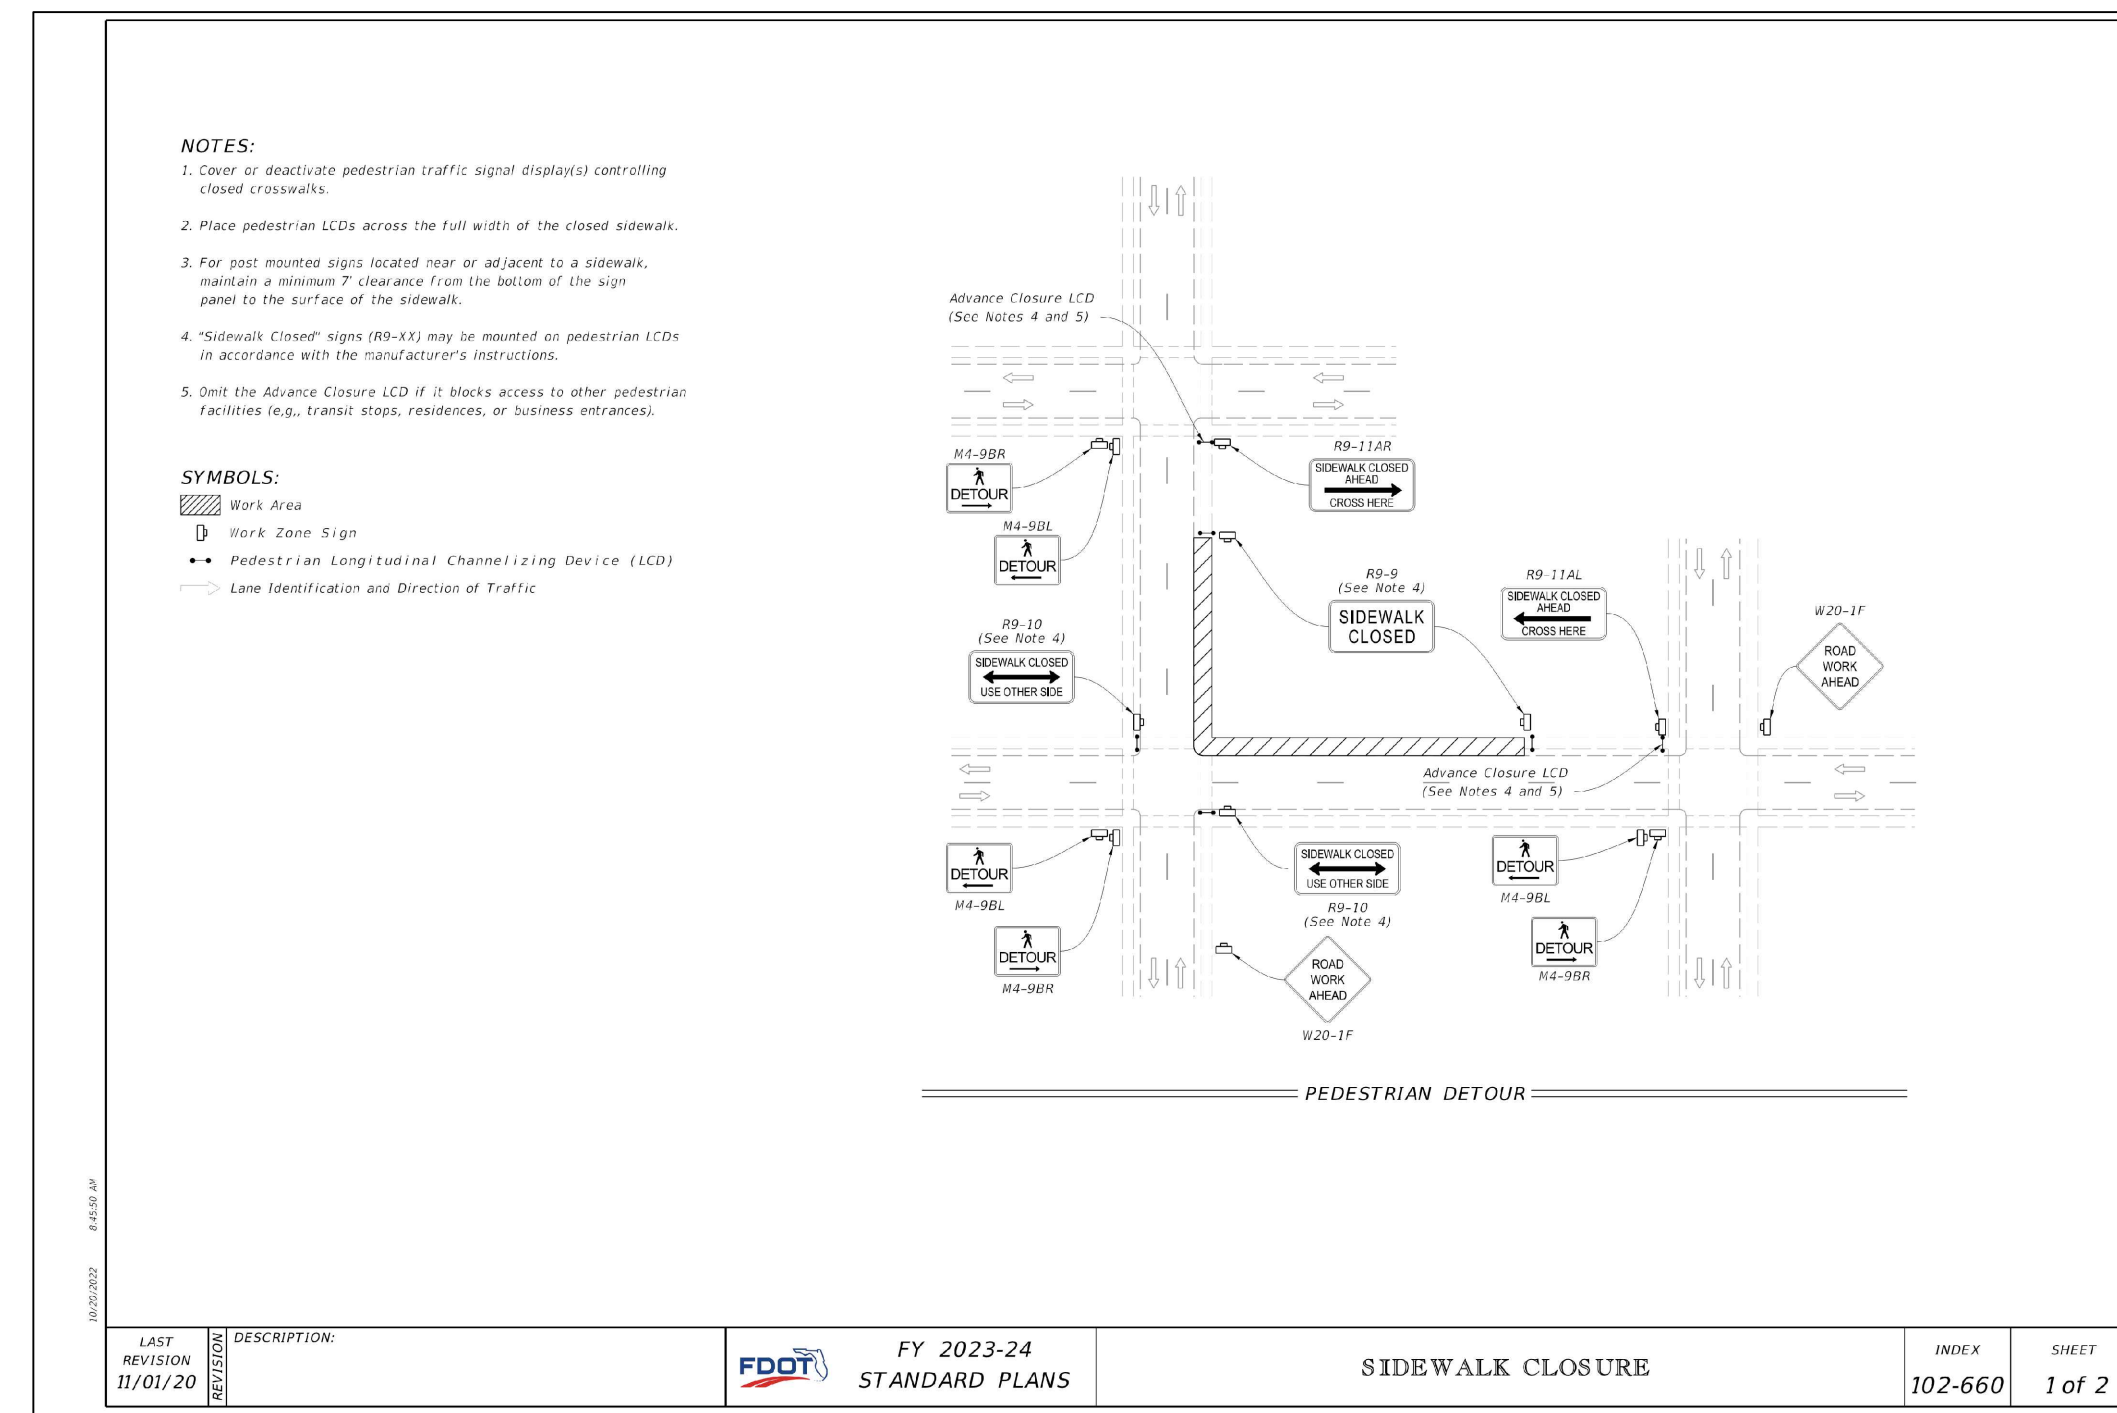 NOTES:
1. Cover or deactivate pedestrian traffic signal display(s) controlling
closed crosswalks.
2. Place pedestrian LCDs across the full width of the closed sidewalk.
3. For post mounted signs located near or adjacent to a sidewalk,
maintain a minimum 7' clearance from the bottom of the sign
panel to the surface of the sidewalk.
4. "Sidewalk Closed" signs (R9-XX) may be mounted on pedestrian LCDs
in accordance with the manufacturer's instructions.
5. Omit the Advance Closure LCD if it blocks access to other pedestrian
facilities (e,g,, transit stops, residences, or business entrances).
SYMBOLS:
Work Area
Work Zone Sign
Pedestrian Longitudinal Channelizing Device (LCD)
Lane Identification and Direction of Traffic
Advance Closure LCD
(See Notes 4 and 5)
M4-9BR
DETOUR
M4-9BL
DETOUR
R9-11AR
SIDEWALK CLOSED
AHEAD
CROSS HERE
R9-10
(See Note 4)
SIDEWALK CLOSED
USE OTHER SIDE
R9-9
(See Note 4)
SIDEWALK
CLOSED
R9-11AL
SIDEWALK CLOSED
AHEAD
CROSS HERE
W20-1F
ROAD
WORK
AHEAD
Advance Closure LCD
(See Notes 4 and 5)
DETOUR
M4-9BL
DETOUR
M4-9BR
SIDEWALK CLOSED
USE OTHER SIDE
R9-10
(See Note 4)
ROAD
WORK
AHEAD
W20-1F
DETOUR
M4-9BL
DETOUR
M4-9BR
PEDESTRIAN DETOUR
10/20/2022 8:45:50 AM
LAST
REVISION
11/01/20
REVISION
DESCRIPTION:
FDOT
FY 2023-24
STANDARD PLANS
SIDEWALK CLOSURE
INDEX
102-660
SHEET
1 of 2